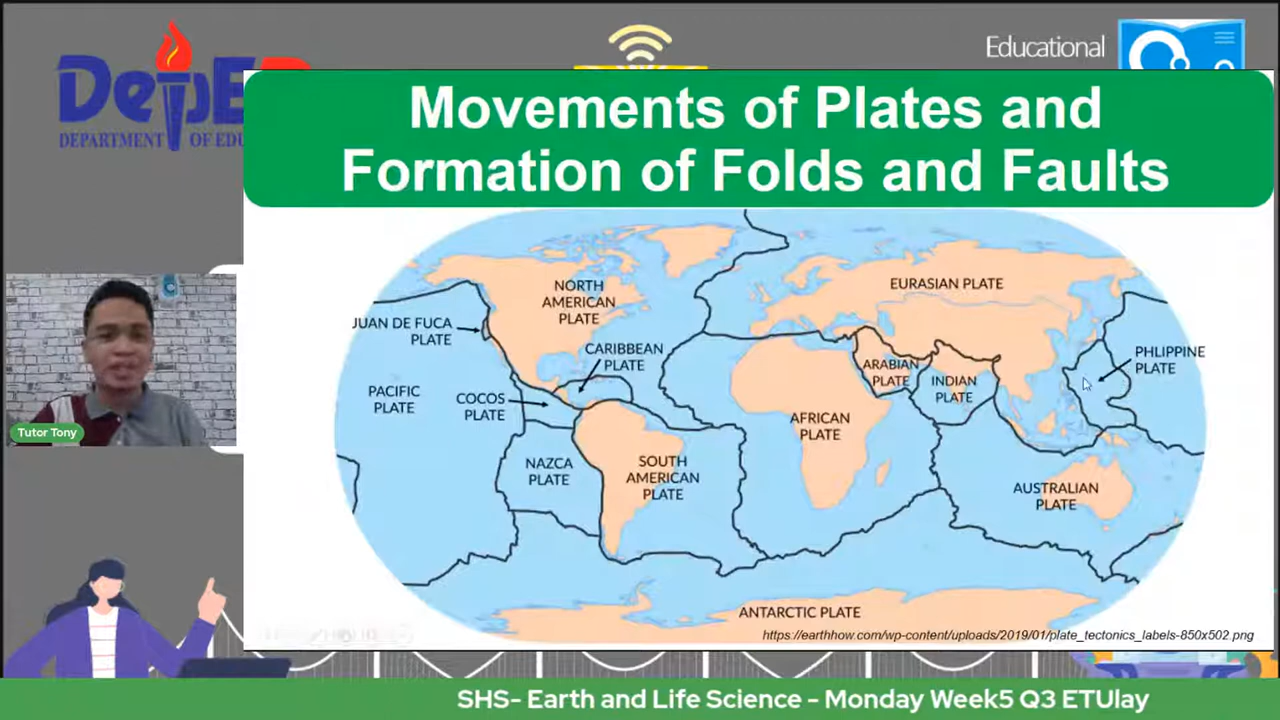 DepED
DEPARTMENT OF EDU
Educational
Movements of Plates and
Formation of Folds and Faults
NORTH
AMERICAN
PLATE
EURASIAN PLATE
JUAN DE FUCA
PLATE
CARIBBEAN
PLATE
PHLIPPINE
PLATE
ARABIAN
PLATE
INDIAN
PLATE
PACIFIC
PLATE
COCOS
PLATE
AFRICAN
PLATE
NAZCA
PLATE
SOUTH
AMERICAN
PLATE
AUSTRALIAN
PLATE
ANTARCTIC PLATE
https://earthhow.com/wp-content/uploads/2019/01/plate_tectonics_labels-850x502.png
Tutor Tony
SHS- Earth and Life Science - Monday Week5 Q3 ETUlay